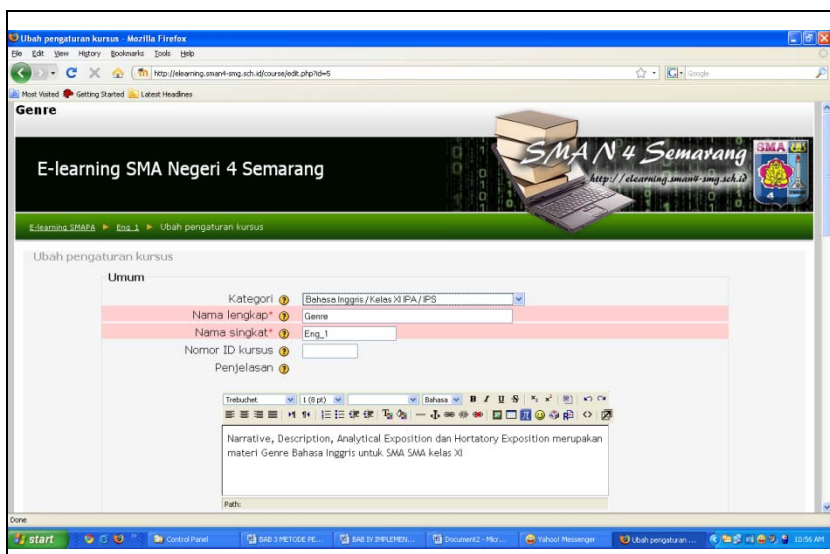 Ubah pengaturan kursus - Mozilla Firefox
File Edit View History Bookmarks Tools Help
http://elearning.sman4-smg.sch.id/course/edit.php?id=5
Google
Most Visited Getting Started Latest Headlines
Genre
E-learning SMA Negeri 4 Semarang
SMA N 4 Semarang
http://elearning.sman4-smg.sch.id
SMA
4
E-learning SMAPA ► Eng_1 ► Ubah pengaturan kursus
Ubah pengaturan kursus
Umum
Kategori Bahasa Inggris / Kelas XI IPA / IPS
Nama lengkap* Genre
Nama singkat* Eng_1
Nomor ID kursus
Penjelasan
Trebuchet 1 (8 pt) Bahasa B I U S
Narrative, Description, Analytical Exposition dan Hortatory Exposition merupakan
materi Genre Bahasa Inggris untuk SMA SMA kelas XI
Path:
Done
start Control Panel BAB 3 METODE PE... BAB IV IMPLEMEN... Document2 - Micr... Yahoo! Messenger Ubah pengaturan ... 10:56 AM